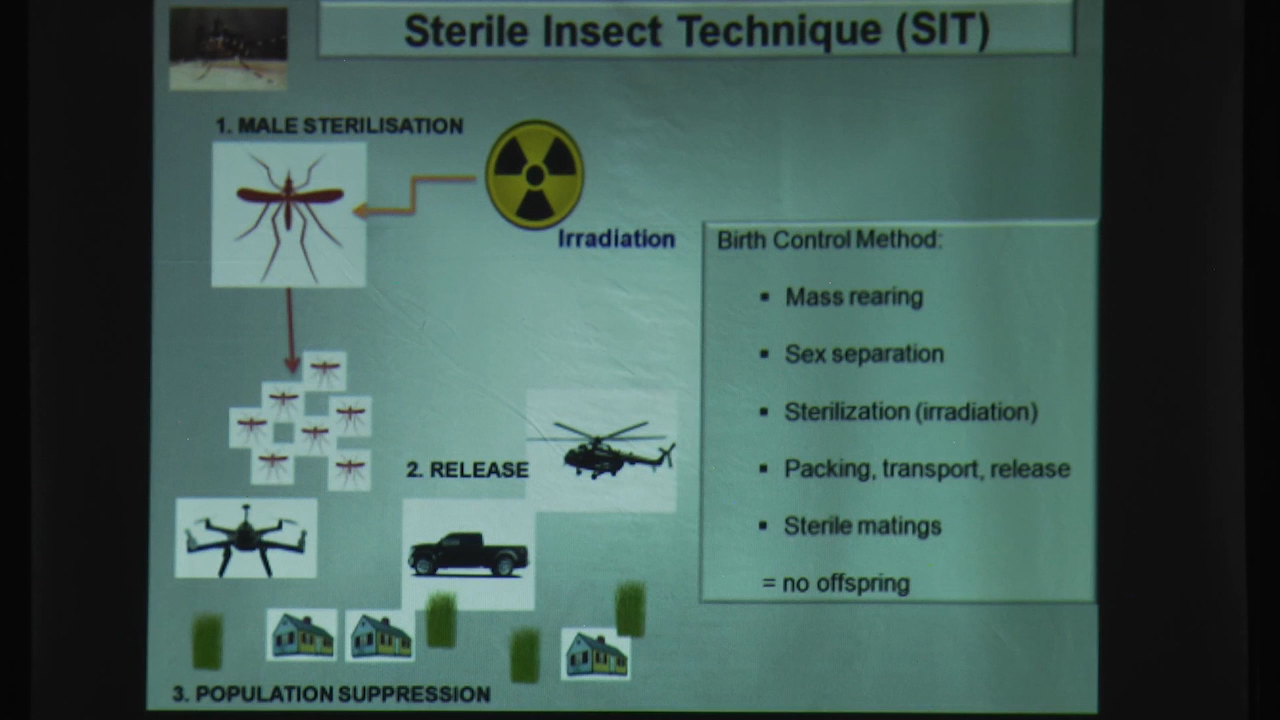 Sterile Insect Technique (SIT)
1. MALE STERILISATION
Irradiation
2. RELEASE
3. POPULATION SUPPRESSION
Birth Control Method:
▪ Mass rearing
▪ Sex separation
▪ Sterilization (irradiation)
▪ Packing, transport, release
▪ Sterile matings
= no offspring